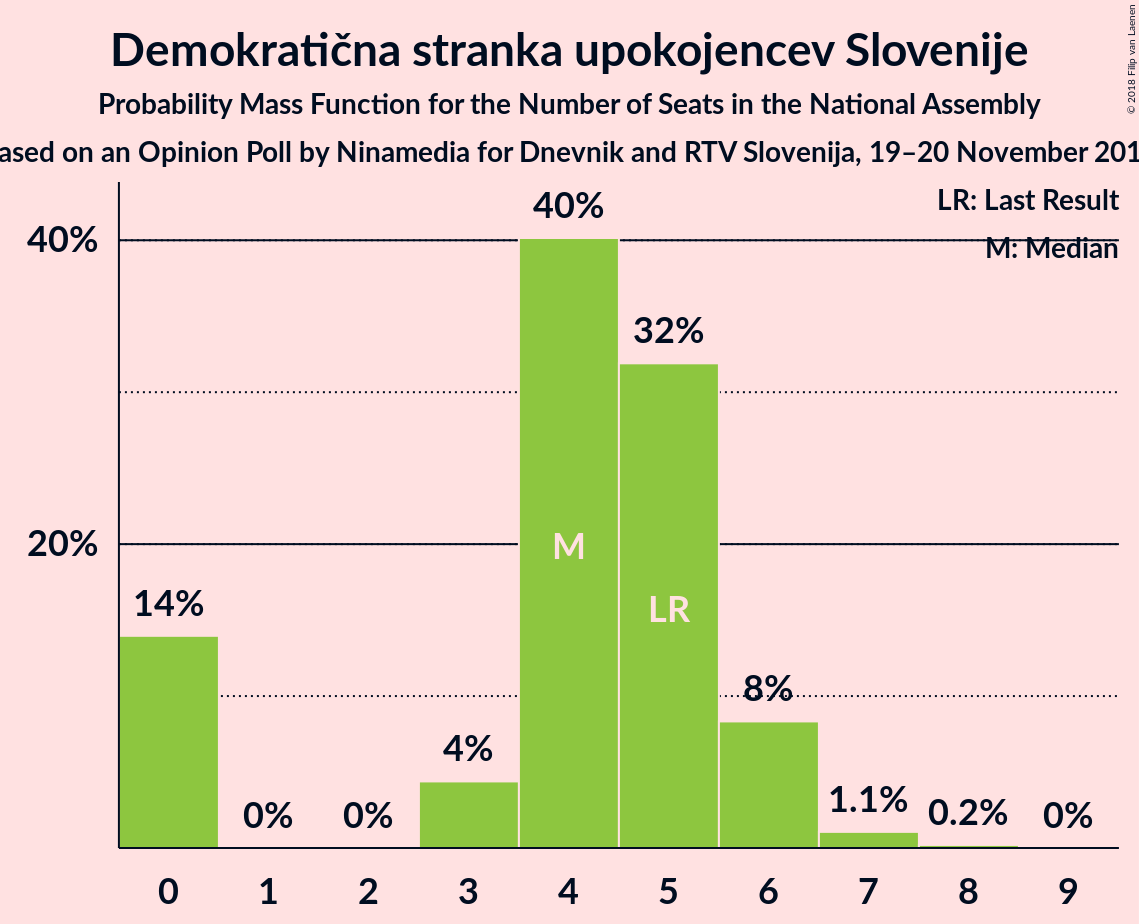 Demokratična stranka upokojencev Slovenije
Probability Mass Function for the Number of Seats in the National Assembly
ased on an Opinion Poll by Ninamedia for Dnevnik and RTV Slovenija, 19–20 November 201
© 2018 Filip van Laenen
LR: Last Result
M: Median
40%
20%
14%
0%
0%
4%
40%
32%
8%
1.1%
0.2%
0%
M
LR
0 1 2 3 4 5 6 7 8 9